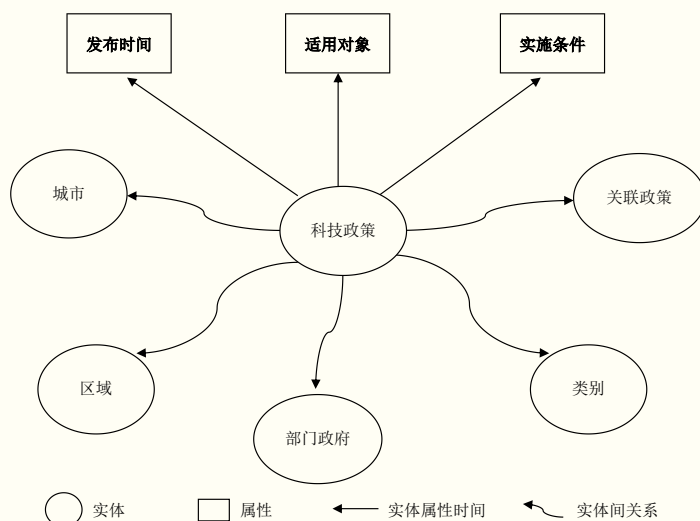 发布时间
适用对象
实施条件
城市
科技政策
关联政策
区域
部门政府
类别
实体
属性
实体属性时间
实体间关系